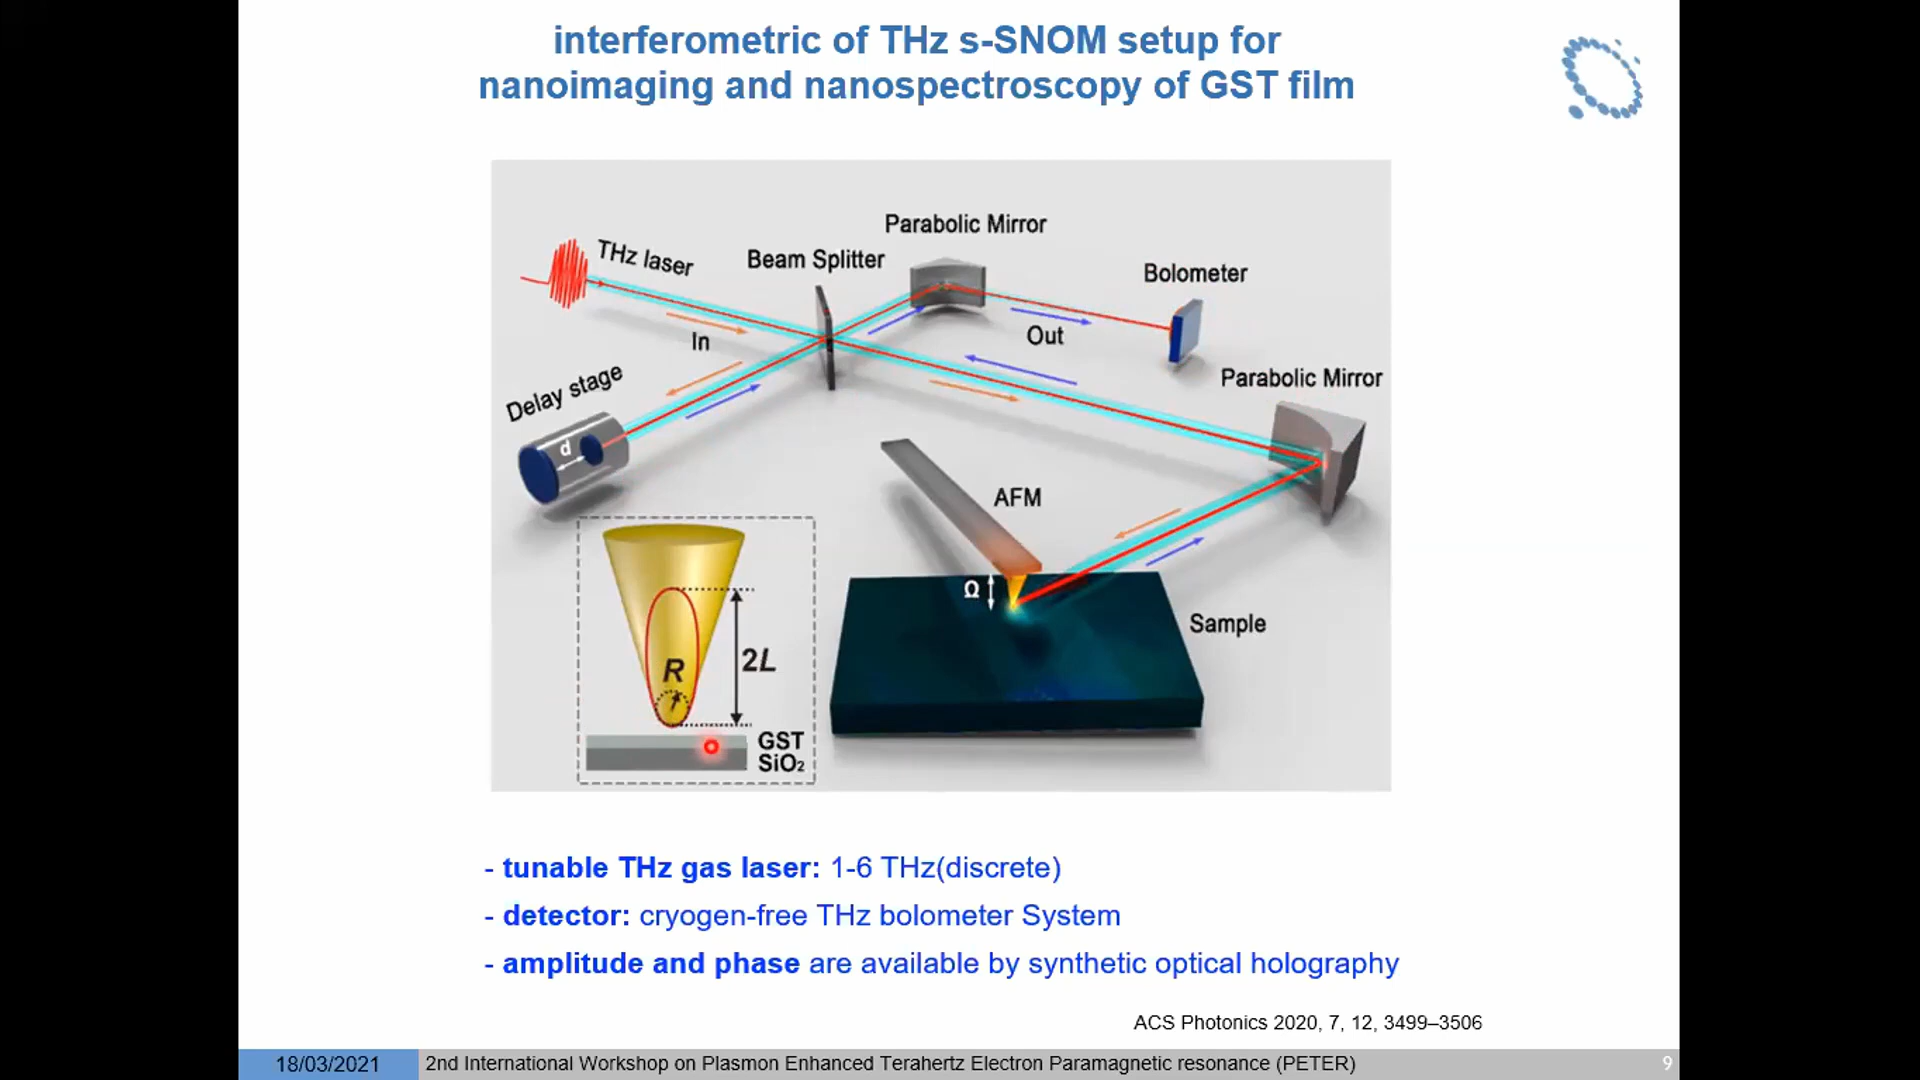 interferometric of THz s-SNOM setup for
nanoimaging and nanospectroscopy of GST film
Parabolic Mirror
THz laser
Beam Splitter
Bolometer
In
Out
Delay stage
Parabolic Mirror
d
AFM
Ω
Sample
R
2L
GST
SiO₂
- tunable THz gas laser: 1-6 THz(discrete)
- detector: cryogen-free THz bolometer System
- amplitude and phase are available by synthetic optical holography
ACS Photonics 2020, 7, 12, 3499–3506
18/03/2021
2nd International Workshop on Plasmon Enhanced Terahertz Electron Paramagnetic resonance (PETER)
9